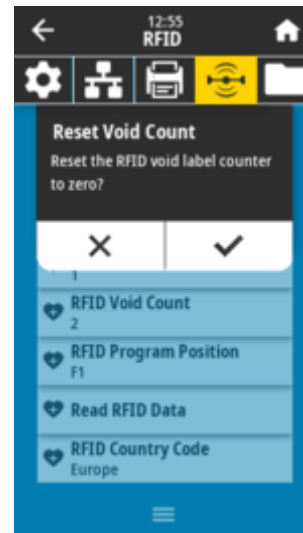 12:55
RFID
Reset Void Count
Reset the RFID void label counter
to zero?
1
RFID Void Count
2
RFID Program Position
F1
Read RFID Data
RFID Country Code
Europe